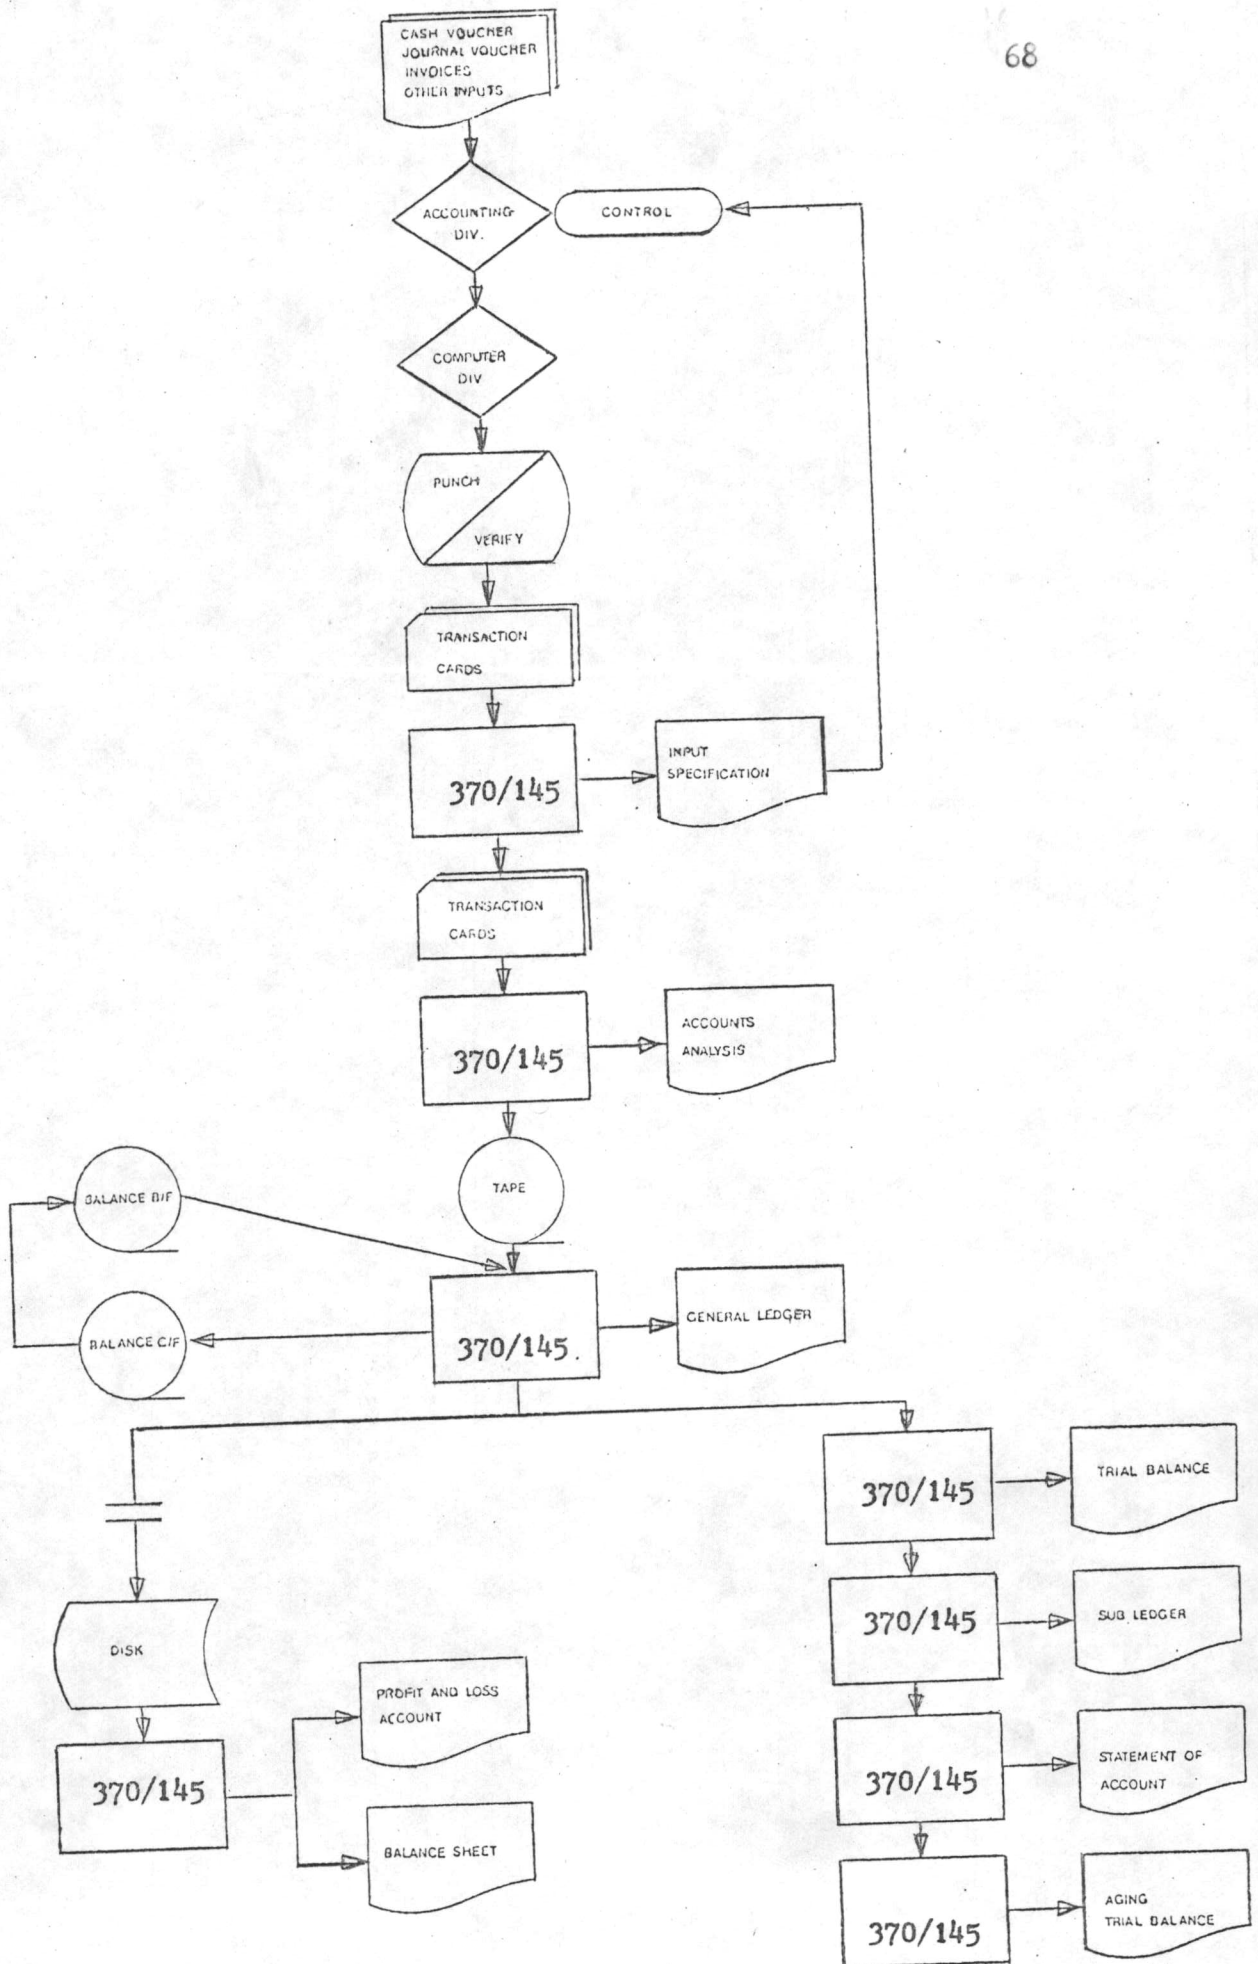 68
CASH VOUCHER
JOURNAL VOUCHER
INVOICES
OTHER INPUTS
ACCOUNTING
DIV.
CONTROL
COMPUTER
DIV
PUNCH
VERIFY
TRANSACTION
CARDS
370/145
INPUT
SPECIFICATION
TRANSACTION
CARDS
370/145
ACCOUNTS
ANALYSIS
TAPE
BALANCE B/F
BALANCE C/F
370/145.
GENERAL LEDGER
370/145
TRIAL BALANCE
370/145
SUB LEDGER
DISK
PROFIT AND LOSS
ACCOUNT
370/145
370/145
STATEMENT OF
ACCOUNT
BALANCE SHEET
370/145
AGING
TRIAL BALANCE